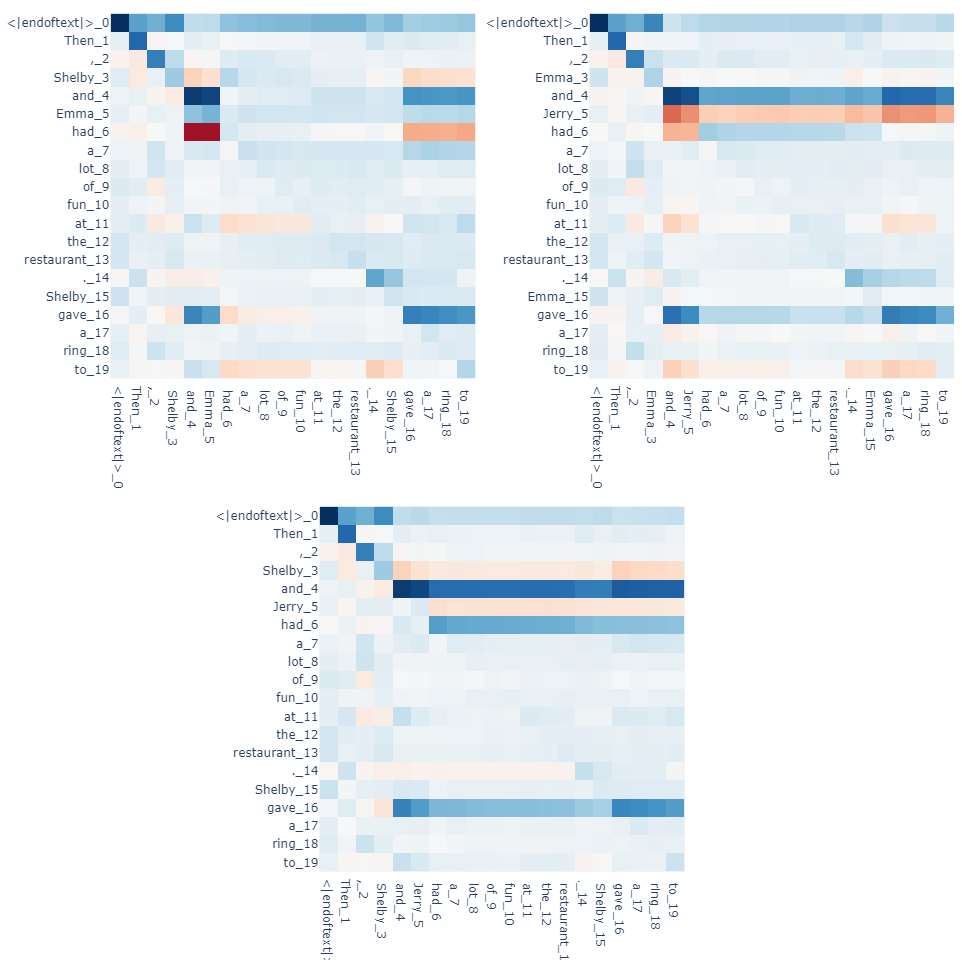 <|endoftext|>_0
Then_1
,_2
Shelby_3
and_4
Emma_5
had_6
a_7
lot_8
of_9
fun_10
at_11
the_12
restaurant_13
._14
Shelby_15
gave_16
a_17
ring_18
to_19
<|endoftext|>_0
Then_1
,_2
Shelby_3
and_4
Emma_5
had_6
a_7
lot_8
of_9
fun_10
at_11
the_12
restaurant_13
._14
Shelby_15
gave_16
a_17
ring_18
to_19
<|endoftext|>_0
Then_1
,_2
Emma_3
and_4
Jerry_5
had_6
a_7
lot_8
of_9
fun_10
at_11
the_12
restaurant_13
._14
Emma_15
gave_16
a_17
ring_18
to_19
<|endoftext|>_0
Then_1
,_2
Emma_3
and_4
Jerry_5
had_6
a_7
lot_8
of_9
fun_10
at_11
the_12
restaurant_13
._14
Emma_15
gave_16
a_17
ring_18
to_19
<|endoftext|>_0
Then_1
,_2
Shelby_3
and_4
Jerry_5
had_6
a_7
lot_8
of_9
fun_10
at_11
the_12
restaurant_13
._14
Shelby_15
gave_16
a_17
ring_18
to_19
<|endoftext|>
Then_1
,_2
Shelby_3
and_4
Jerry_5
had_6
a_7
lot_8
of_9
fun_10
at_11
the_12
restaurant_1
._14
Shelby_15
gave_16
a_17
ring_18
to_19